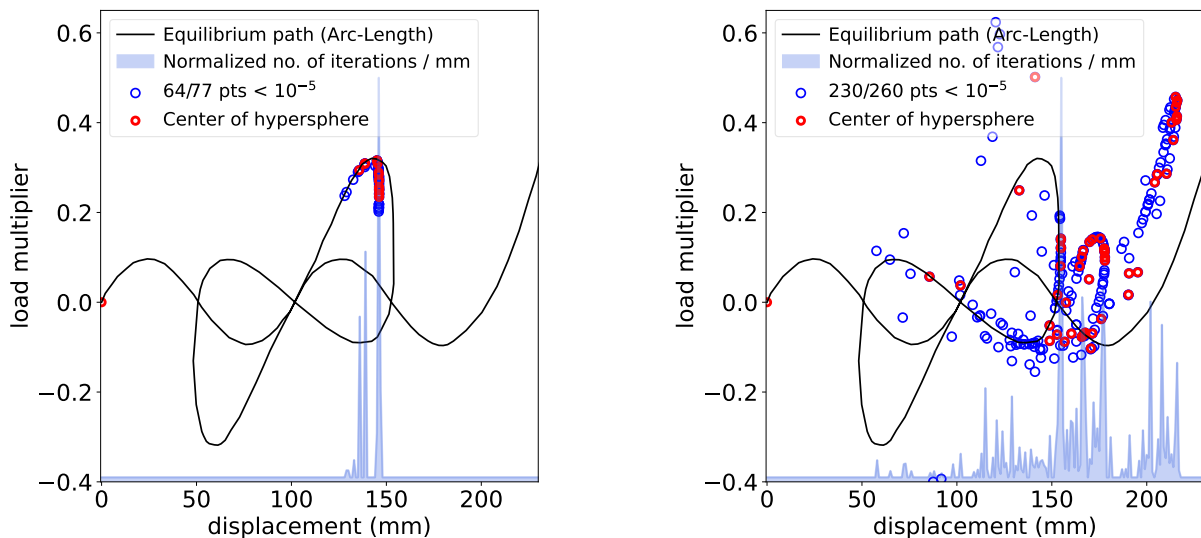 Equilibrium path (Arc-Length)
Normalized no. of iterations / mm
64/77 pts < 10⁻⁵
Center of hypersphere
load multiplier
0.6
0.4
0.2
0.0
−0.2
−0.4
0
50
100
150
200
displacement (mm)
Equilibrium path (Arc-Length)
Normalized no. of iterations / mm
230/260 pts < 10⁻⁵
Center of hypersphere
load multiplier
0.6
0.4
0.2
0.0
−0.2
−0.4
0
50
100
150
200
displacement (mm)